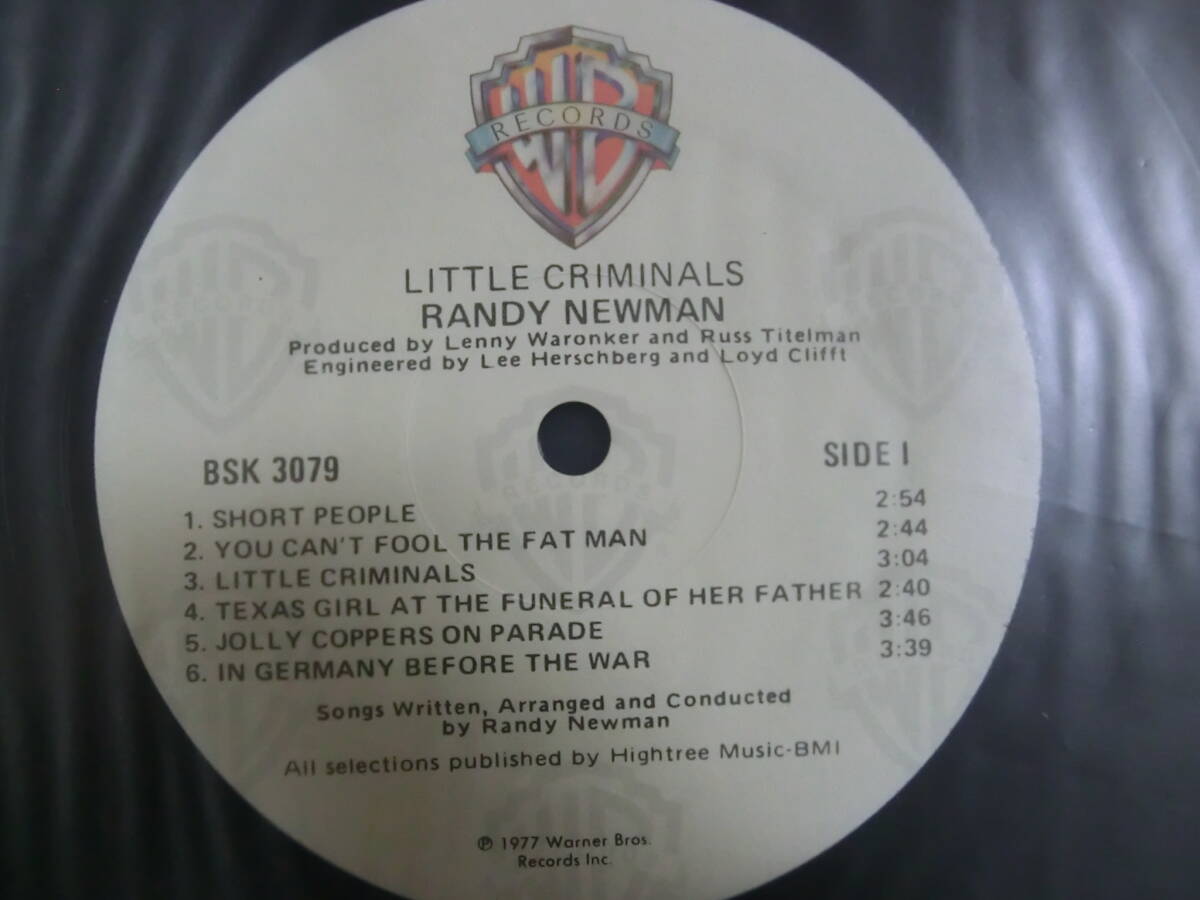 WB
RECORDS
LITTLE CRIMINALS
RANDY NEWMAN
Produced by Lenny Waronker and Russ Titelman
Engineered by Lee Herschberg and Loyd Clifft
BSK 3079
SIDE I
1. SHORT PEOPLE 2:54
2. YOU CAN'T FOOL THE FAT MAN 2:44
3. LITTLE CRIMINALS 3:04
4. TEXAS GIRL AT THE FUNERAL OF HER FATHER 2:40
5. JOLLY COPPERS ON PARADE 3:46
6. IN GERMANY BEFORE THE WAR 3:39
Songs Written, Arranged and Conducted
by Randy Newman
All selections published by Hightree Music-BMI
℗ 1977 Warner Bros.
Records Inc.